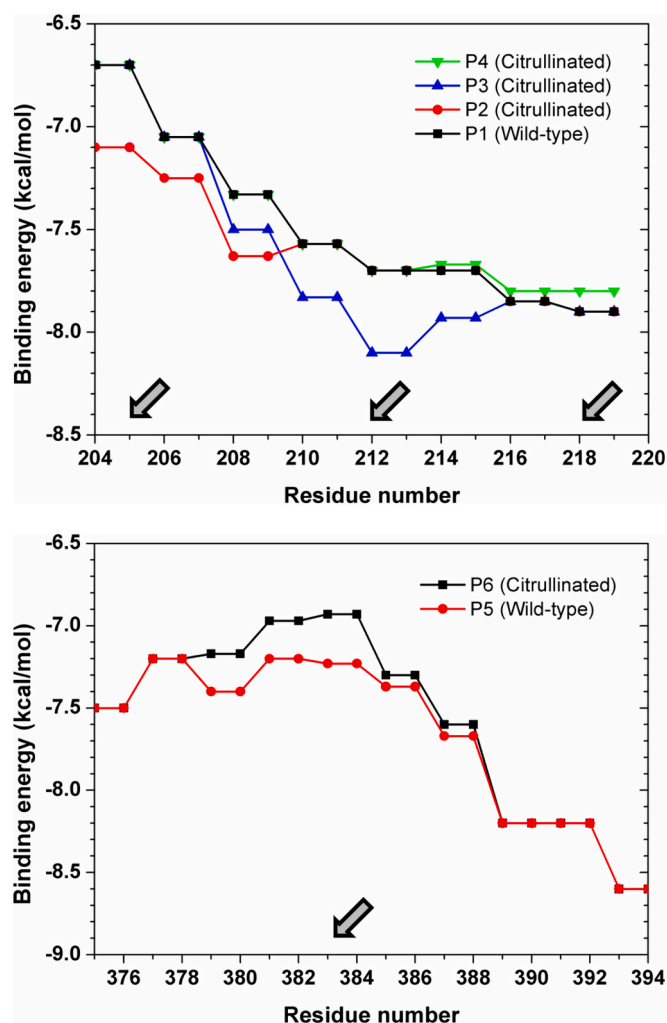 -6.5
-7.0
-7.5
-8.0
-8.5
Binding energy (kcal/mol)
P4 (Citrullinated)
P3 (Citrullinated)
P2 (Citrullinated)
P1 (Wild-type)
204 206 208 210 212 214 216 218 220
Residue number
-6.5
-7.0
-7.5
-8.0
-8.5
-9.0
Binding energy (kcal/mol)
P6 (Citrullinated)
P5 (Wild-type)
376 378 380 382 384 386 388 390 392 394
Residue number